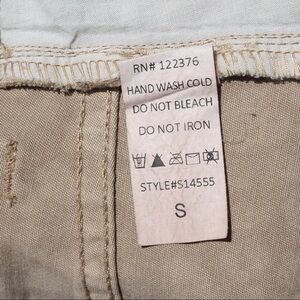 RN# 122376
HAND WASH COLD
DO NOT BLEACH
DO NOT IRON
STYLE#S14555
S